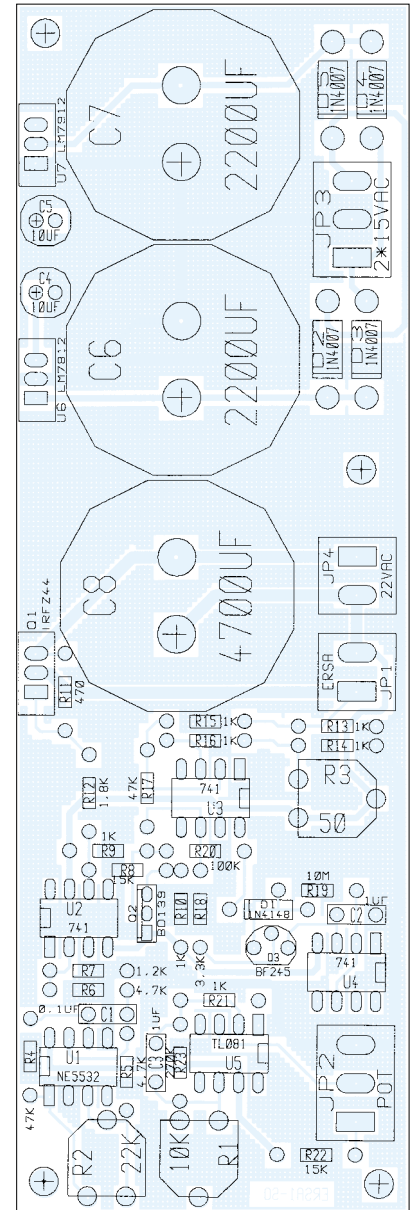 C7
2200UF
D5
1N4007
D4
1N4007
U7
LM7912
C5
10UF
JP3
2*15VAC
C4
10UF
C6
2200UF
D2
1N4007
D3
1N4007
U6
LM7812
C8
4700UF
JP4
22VAC
Q1
IRFZ44
ERSA
JP1
R11
470
R15 1K
R16 1K
R13 1K
R14 1K
R12
1.8K
47K
R17
741
U3
R3
50
1K
R9
R20
100K
R8
15K
U2
741
Q2
BD139
R10
R18
1K
3.3K
D1
1N4148
10M
R19
1UF
C2
Q3
BF245
741
U4
R7 1.2K
R6 4.7K
1K
R21
0.1UF
C1
1UF
C3
R4
47K
U1
NE5532
R5
4.7K
R23
TL081
U5
JP2
POT
R2
22K
10K
R1
R22
15K